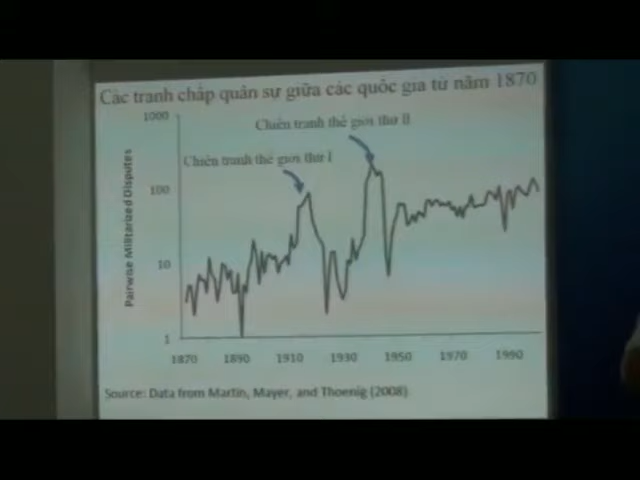 Các tranh chấp quân sự giữa các quốc gia từ năm 1870
1000
Chiến tranh thế giới thứ II
Chiến tranh thế giới thứ I
Pairwise Militarized Disputes
100
10
1
1870 1890 1910 1930 1950 1970 1990
Source: Data from Martin, Mayer, and Thoenig (2008)